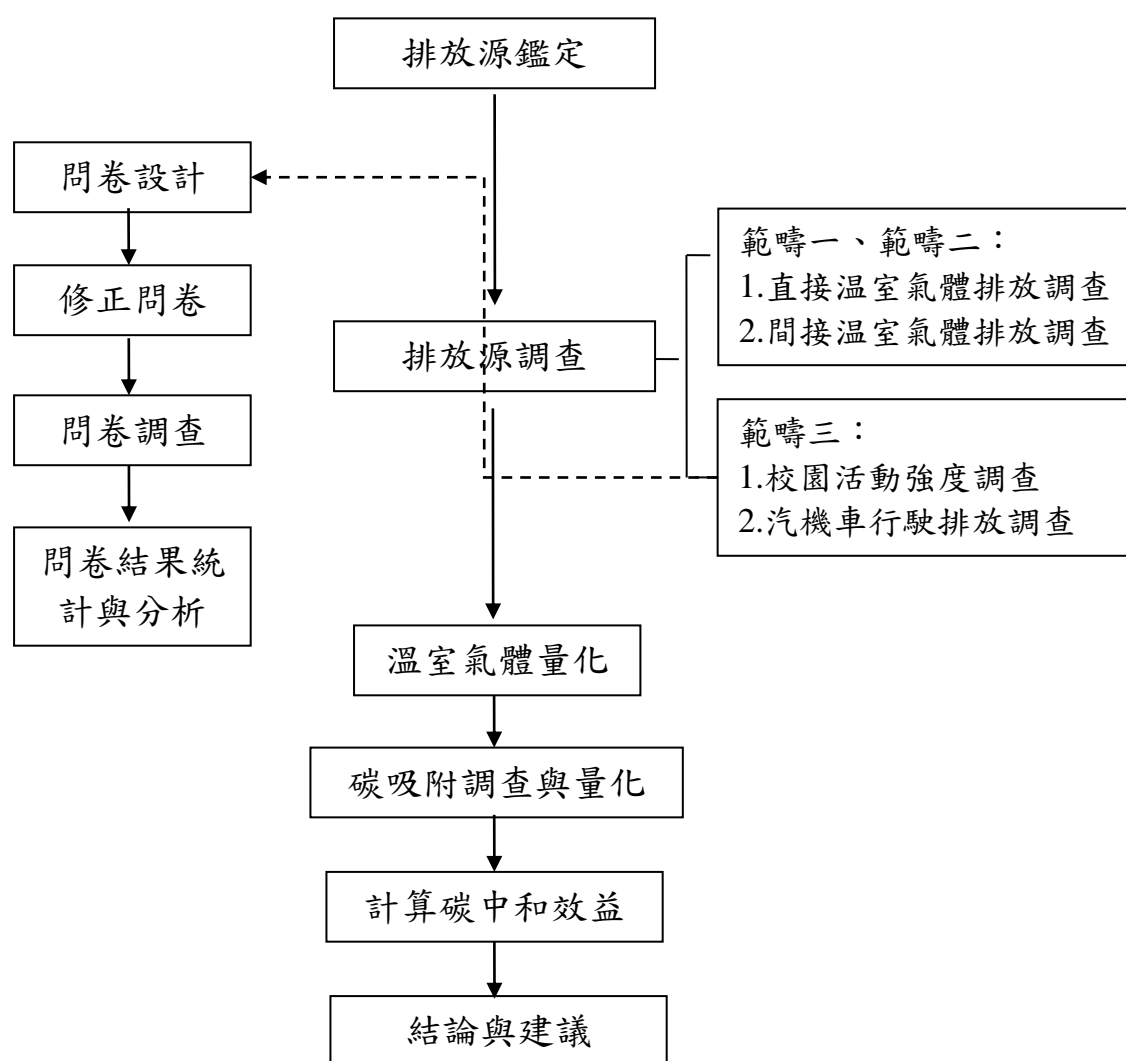 排放源鑑定
問卷設計
修正問卷
問卷調查
問卷結果統
計與分析
排放源調查
範疇一、範疇二：
1.直接溫室氣體排放調查
2.間接溫室氣體排放調查
範疇三：
1.校園活動強度調查
2.汽機車行駛排放調查
溫室氣體量化
碳吸附調查與量化
計算碳中和效益
結論與建議